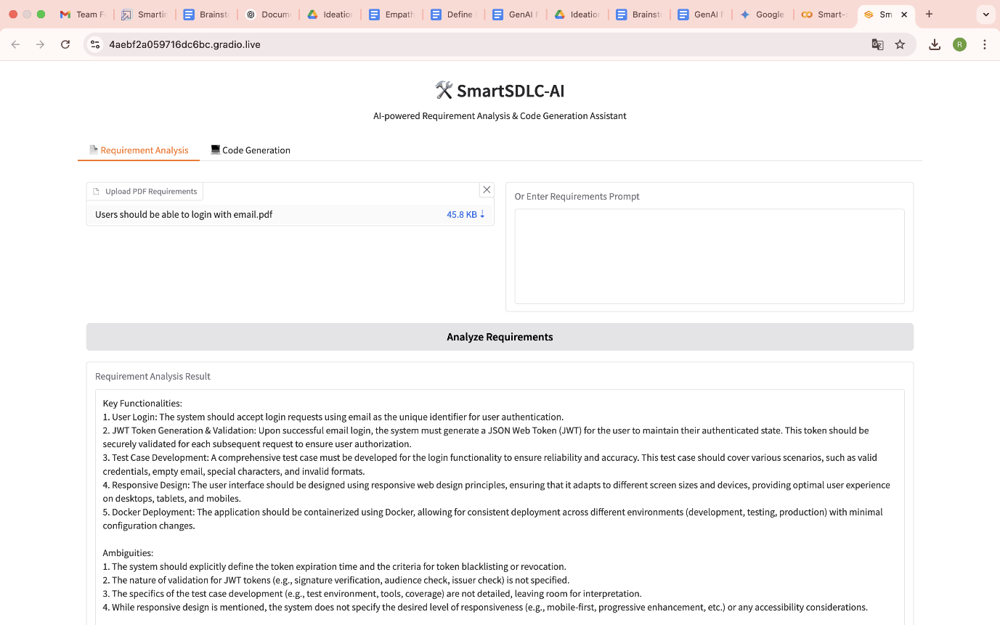 Team F
Smartin
Brainsto
Docume
Ideation
Empath
Define
GenAI F
Ideation
Brainsto
GenAI F
Google
Smart-s
Sm
4aebf2a059716dc6bc.gradio.live
R
SmartSDLC-AI
AI-powered Requirement Analysis & Code Generation Assistant
Requirement Analysis
Code Generation
Upload PDF Requirements
Users should be able to login with email.pdf
45.8 KB ⇣
Or Enter Requirements Prompt
Analyze Requirements
Requirement Analysis Result
Key Functionalities:
1. User Login: The system should accept login requests using email as the unique identifier for user authentication.
2. JWT Token Generation & Validation: Upon successful email login, the system must generate a JSON Web Token (JWT) for the user to maintain their authenticated state. This token should be
securely validated for each subsequent request to ensure user authorization.
3. Test Case Development: A comprehensive test case must be developed for the login functionality to ensure reliability and accuracy. This test case should cover various scenarios, such as valid
credentials, empty email, special characters, and invalid formats.
4. Responsive Design: The user interface should be designed using responsive web design principles, ensuring that it adapts to different screen sizes and devices, providing optimal user experience
on desktops, tablets, and mobiles.
5. Docker Deployment: The application should be containerized using Docker, allowing for consistent deployment across different environments (development, testing, production) with minimal
configuration changes.
Ambiguities:
1. The system should explicitly define the token expiration time and the criteria for token blacklisting or revocation.
2. The nature of validation for JWT tokens (e.g., signature verification, audience check, issuer check) is not specified.
3. The specifics of the test case development (e.g., test environment, tools, coverage) are not detailed, leaving room for interpretation.
4. While responsive design is mentioned, the system does not specify the desired level of responsiveness (e.g., mobile-first, progressive enhancement, etc.) or any accessibility considerations.